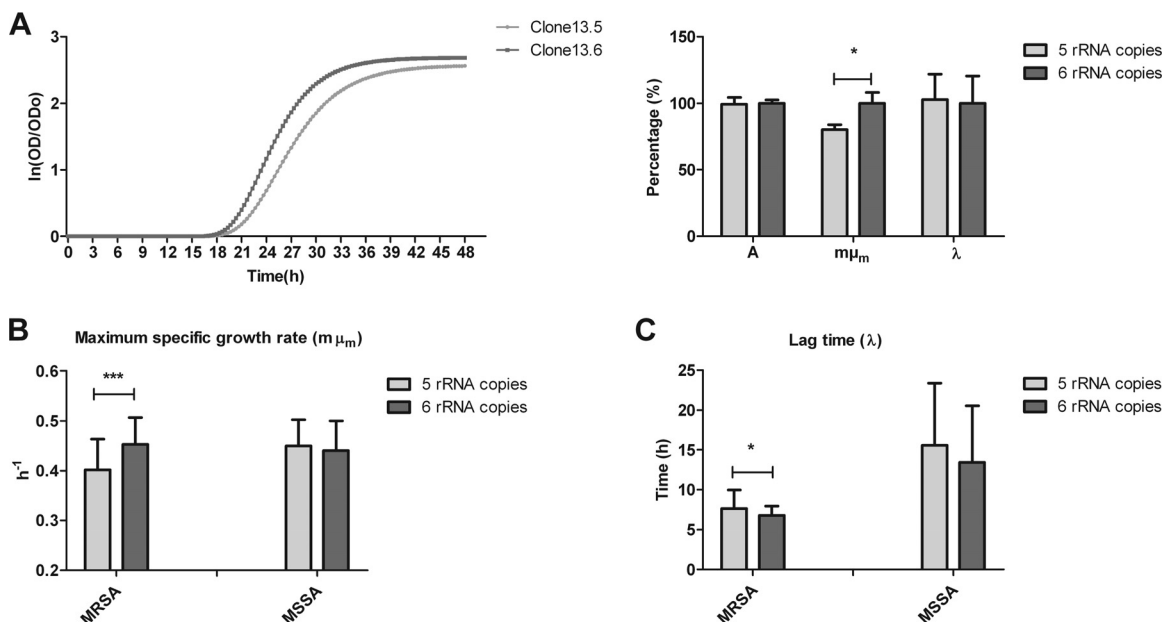 A
ln(OD/ODo)
3
2
1
0
0 3 6 9 12 15 18 21 24 27 30 33 36 39 42 45 48
Time(h)
Clone13.5
Clone13.6
Percentage (%)
150
100
50
0
*
A mμm λ
5 rRNA copies
6 rRNA copies
B
Maximum specific growth rate (m μm)
h-1
0.6
0.5
0.4
0.3
0.2
***
MRSA MSSA
5 rRNA copies
6 rRNA copies
C
Lag time (λ)
Time (h)
25
20
15
10
5
0
*
MRSA MSSA
5 rRNA copies
6 rRNA copies